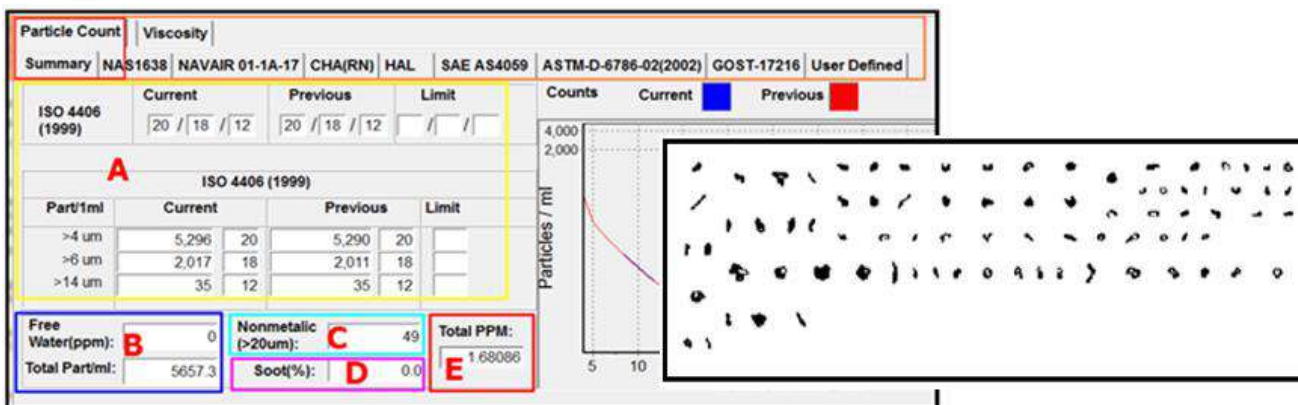 Particle Count Viscosity
Summary NAS1638 NAVAIR 01-1A-17 CHA(RN) HAL SAE AS4059 ASTM-D-6786-02(2002) GOST-17216 User Defined
Current Previous Limit
ISO 4406 (1999)
20 / 18 / 12 20 / 18 / 12 / /
A
ISO 4406 (1999)
Part/1ml Current Previous Limit
>4 um 5,296 20 5,290 20
>6 um 2,017 18 2,011 18
>14 um 35 12 35 12
Free Water(ppm): 0
B
Total Part/ml: 5657.3
Nonmetalic (>20um): 49
C
Soot(%): 0.0
D
Total PPM:
1.68086
E
Counts Current Previous
4,000
2,000
Particles / ml
5 10